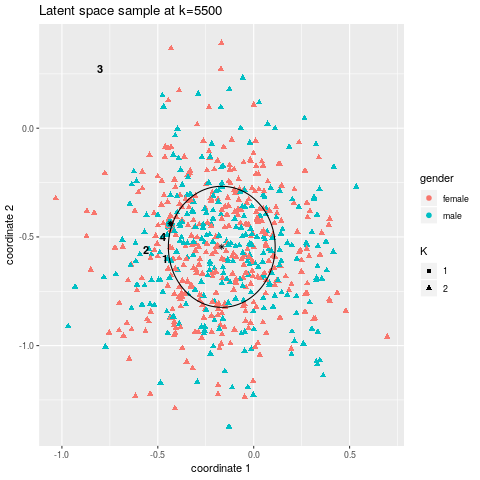 Latent space sample at k=5500
3
0.0
-0.5
-1.0
4
2
1
*
-1.0
-0.5
0.0
0.5
coordinate 1
coordinate 2
gender
female
male
K
1
2